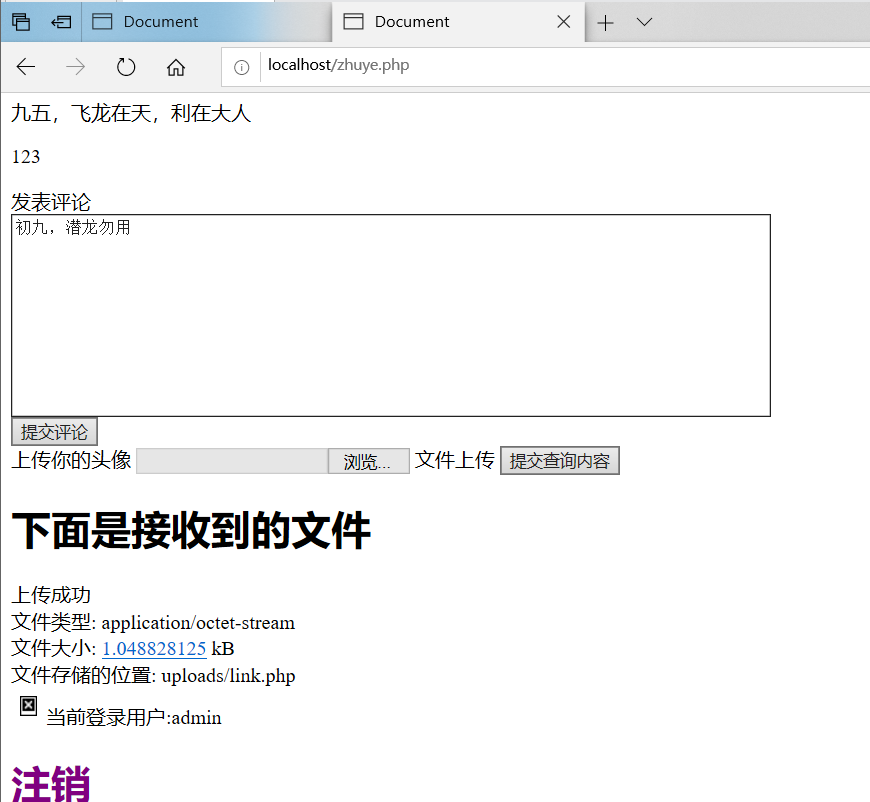 Document
Document
localhost/zhuye.php
九五，飞龙在天，利在大人
123
发表评论
初九，潜龙勿用
提交评论
上传你的头像 浏览... 文件上传 提交查询内容
下面是接收到的文件
上传成功
文件类型: application/octet-stream
文件大小: 1.048828125 kB
文件存储的位置: uploads/link.php
当前登录用户:admin
注销